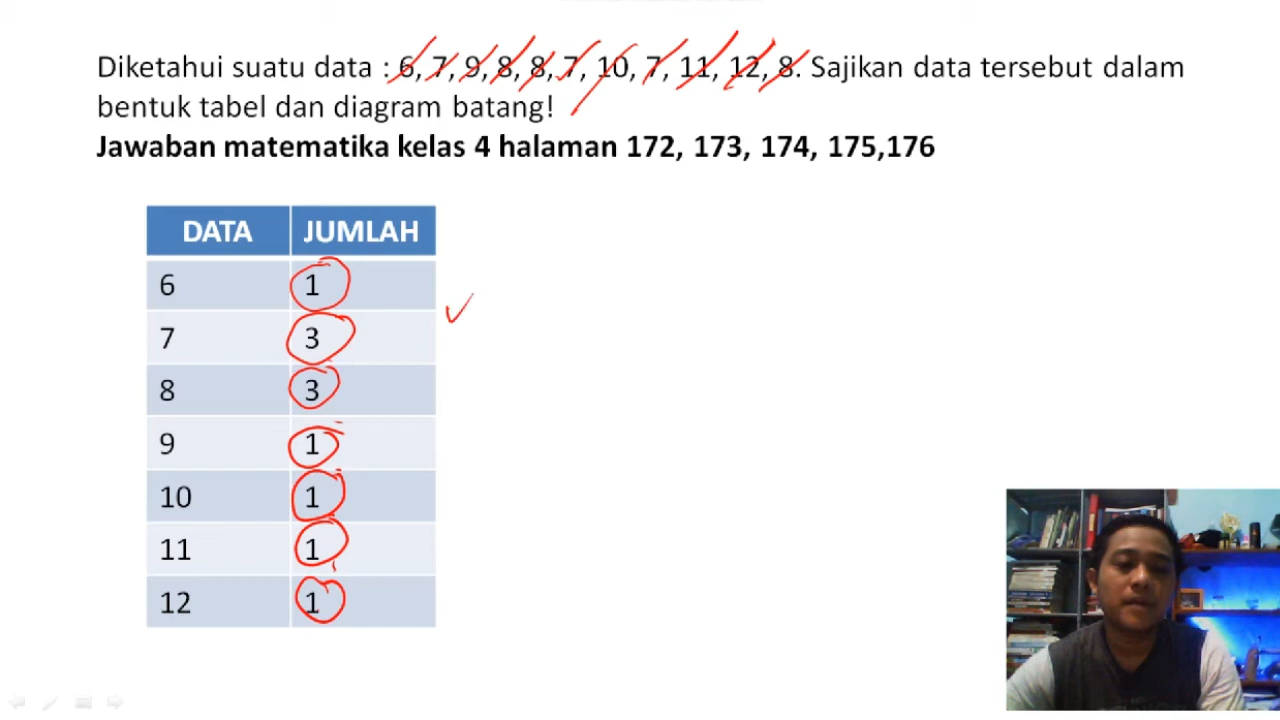 Diketahui suatu data : 6, 7, 9, 8, 8, 7, 10, 7, 11, 12, 8. Sajikan data tersebut dalam
bentuk tabel dan diagram batang!
Jawaban matematika kelas 4 halaman 172, 173, 174, 175,176
DATA JUMLAH
6 1
7 3
8 3
9 1
10 1
11 1
12 1